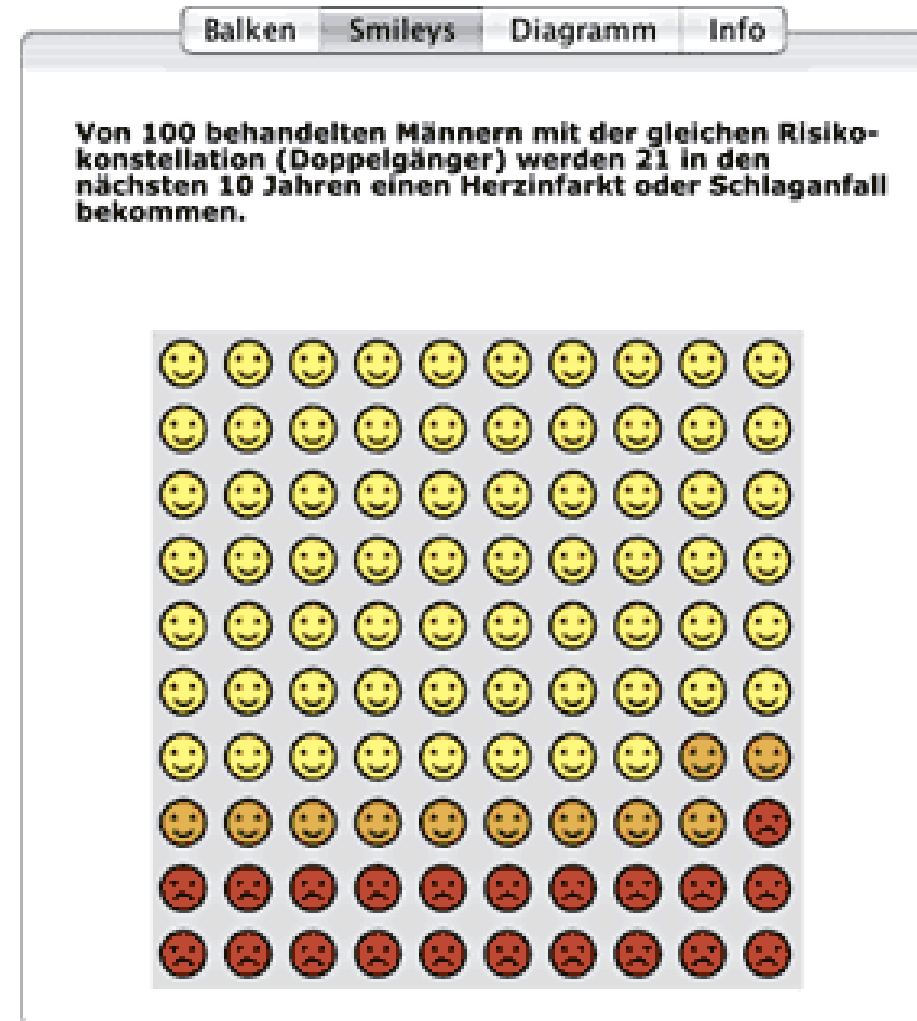 Balken Smileys Diagramm Info
Von 100 behandelten Männern mit der gleichen Risiko-
konstellation (Doppelgänger) werden 21 in den
nächsten 10 Jahren einen Herzinfarkt oder Schlaganfall
bekommen.